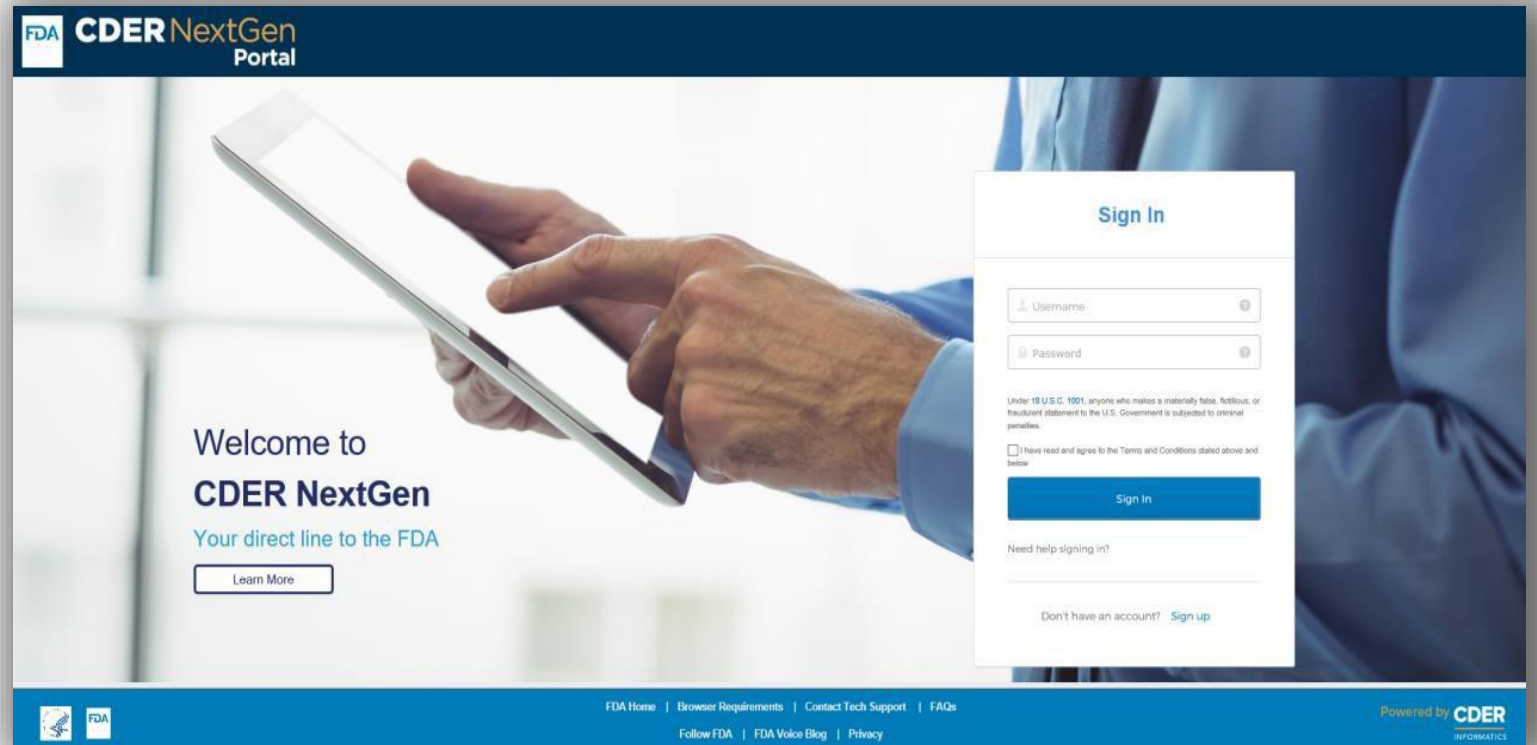 FDA
CDER NextGen
Portal
Welcome to
CDER NextGen
Your direct line to the FDA
Learn More
Sign In
Username
Password
Under 18 U.S.C. 1001, anyone who makes a materially false, fictitious, or
fraudulent statement to the U.S. Government is subjected to criminal
penalties.
I have read and agree to the Terms and Conditions stated above and
below
Sign In
Need help signing in?
Don't have an account? Sign up
FDA
FDA Home | Browser Requirements | Contact Tech Support | FAQs
Follow FDA | FDA Voice Blog | Privacy
Powered by CDER
INFORMATICS